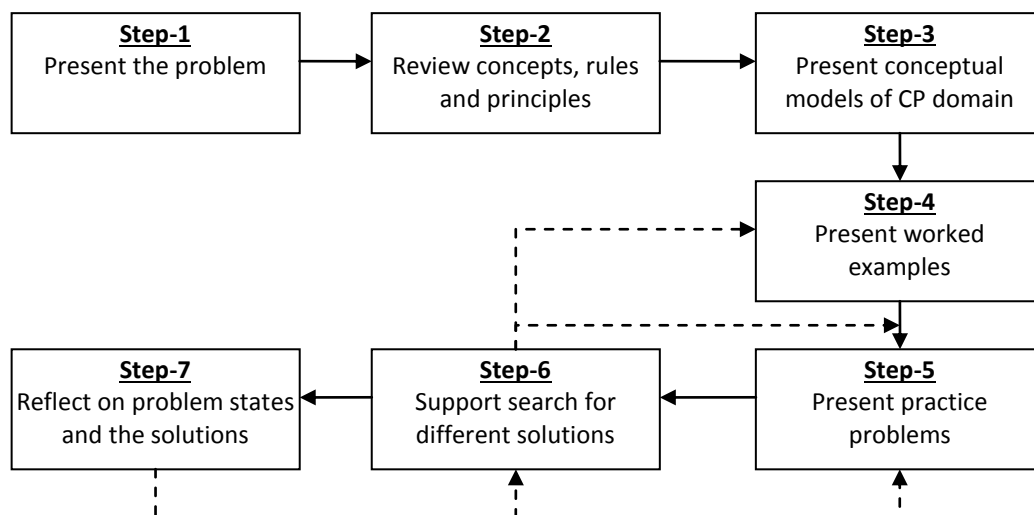 Step-1
Present the problem
Step-2
Review concepts, rules
and principles
Step-3
Present conceptual
models of CP domain
Step-4
Present worked
examples
Step-7
Reflect on problem states
and the solutions
Step-6
Support search for
different solutions
Step-5
Present practice
problems